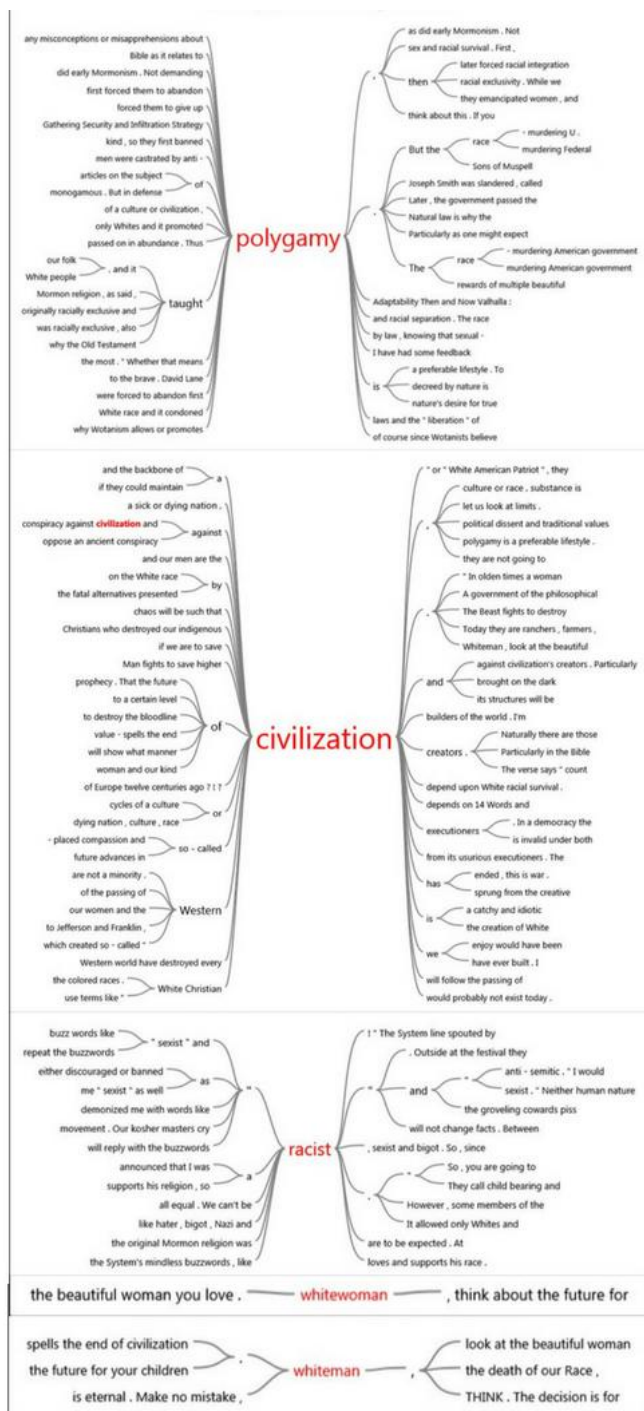 any misconceptions or misapprehensions about
Bible as it relates to
did early Mormonism . Not demanding
first forced them to abandon
forced them to give up
Gathering Security and Infiltration Strategy
kind , so they first banned
men were castrated by anti -
articles on the subject
monogamous . But in defense
of
of a culture or civilization ,
only Whites and it promoted
passed on in abundance . Thus
our folk
White people
. and it
Mormon religion , as said ,
originally racially exclusive and
was racially exclusive , also
why the Old Testament
taught
the most . " Whether that means
to the brave . David Lane
were forced to abandon first
White race and it condoned
why Wotanism allows or promotes
polygamy
,
as did early Mormonism . Not
sex and racial survival . First ,
then
later forced racial integration
racial exclusivity . While we
they emancipated women , and
think about this . If you
.
But the
race
- murdering U .
murdering Federal
Sons of Muspell
Joseph Smith was slandered , called
Later , the government passed the
Natural law is why the
Particularly as one might expect
The
race
- murdering American government
murdering American government
rewards of multiple beautiful
Adaptability Then and Now Valhalla :
and racial separation . The race
by law , knowing that sexual -
I have had some feedback
is
a preferable lifestyle . To
decreed by nature is
nature's desire for true
laws and the " liberation " of
of course since Wotanists believe
and the backbone of
if they could maintain
a
a sick or dying nation ,
conspiracy against civilization and
oppose an ancient conspiracy
against
and our men are the
on the White race
the fatal alternatives presented
by
chaos will be such that
Christians who destroyed our indigenous
if we are to save
Man fights to save higher
prophecy . That the future
to a certain level
to destroy the bloodline
value - spells the end
will show what manner
woman and our kind
of
of Europe twelve centuries ago ? ! ?
cycles of a culture
dying nation , culture , race
or
- placed compassion and
future advances in
so - called
are not a minority .
of the passing of
our women and the
to Jefferson and Franklin ,
which created so - called "
Western
Western world have destroyed every
the colored races .
use terms like "
White Christian
civilization
" or " White American Patriot " , they
,
culture or race . substance is
let us look at limits .
political dissent and traditional values
polygamy is a preferable lifestyle .
they are not going to
.
" In olden times a woman
A government of the philosophical
The Beast fights to destroy
Today they are ranchers , farmers ,
Whiteman , look at the beautiful
and
against civilization's creators . Particularly
brought on the dark
its structures will be
builders of the world . I'm
creators .
Naturally there are those
Particularly in the Bible
The verse says " count
depend upon White racial survival .
depends on 14 Words and
executioners
. In a democracy the
is invalid under both
from its usurious executioners . The
has
ended , this is war .
sprung from the creative
is
a catchy and idiotic
the creation of White
we
enjoy would have been
have ever built . I
will follow the passing of
would probably not exist today .
buzz words like
repeat the buzzwords
" sexist " and
either discouraged or banned
me " sexist " as well
as
demonized me with words like
movement . Our kosher masters cry
will reply with the buzzwords
"
announced that I was
supports his religion , so
a
all equal . We can't be
like hater , bigot , Nazi and
the original Mormon religion was
the System's mindless buzzwords , like
racist
! " The System line spouted by
"
. Outside at the festival they
and
"
anti - semitic . " I would
sexist . " Neither human nature
the groveling cowards piss
will not change facts . Between
, sexist and bigot . So , since
.
"
So , you are going to
They call child bearing and
However , some members of the
It allowed only Whites and
are to be expected . At
loves and supports his race .
the beautiful woman you love . whitewoman , think about the future for
spells the end of civilization
the future for your children
.
is eternal . Make no mistake ,
whiteman
,
look at the beautiful woman
the death of our Race ,
THINK . The decision is for